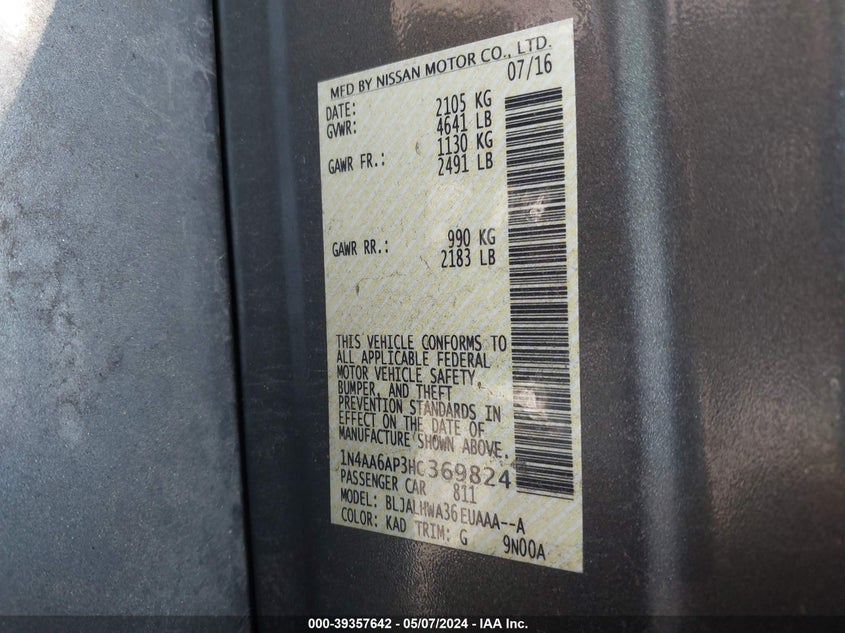 MFD BY NISSAN MOTOR CO., LTD.
DATE: 07/16
GVWR: 2105 KG
4641 LB
GAWR FR.: 1130 KG
2491 LB
GAWR RR.: 990 KG
2183 LB
THIS VEHICLE CONFORMS TO
ALL APPLICABLE FEDERAL
MOTOR VEHICLE SAFETY,
BUMPER, AND THEFT
PREVENTION STANDARDS IN
EFFECT ON THE DATE OF
MANUFACTURE SHOWN ABOVE.
1N4AA6AP3HC369824
PASSENGER CAR 811
MODEL: BLJALHWA36EUAAA--A
COLOR: KAD TRIM: G 9N00A
000-39357642 - 05/07/2024 - IAA Inc.